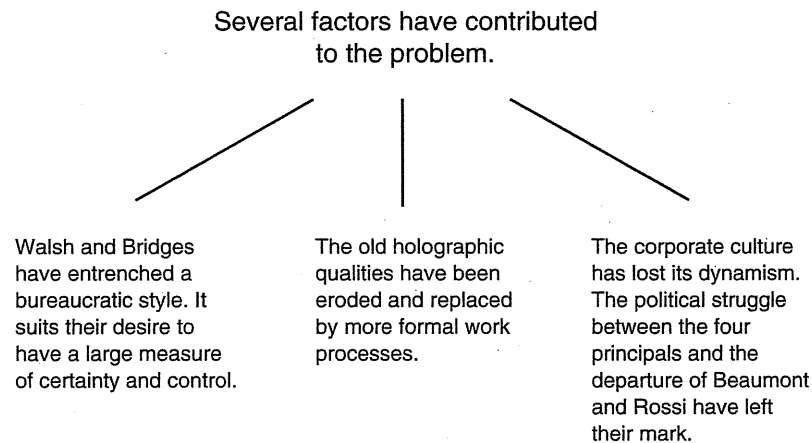 Several factors have contributed
to the problem.
Walsh and Bridges
have entrenched a
bureaucratic style. It
suits their desire to
have a large measure
of certainty and control.
The old holographic
qualities have been
eroded and replaced
by more formal work
processes.
The corporate culture
has lost its dynamism.
The political struggle
between the four
principals and the
departure of Beaumont
and Rossi have left
their mark.